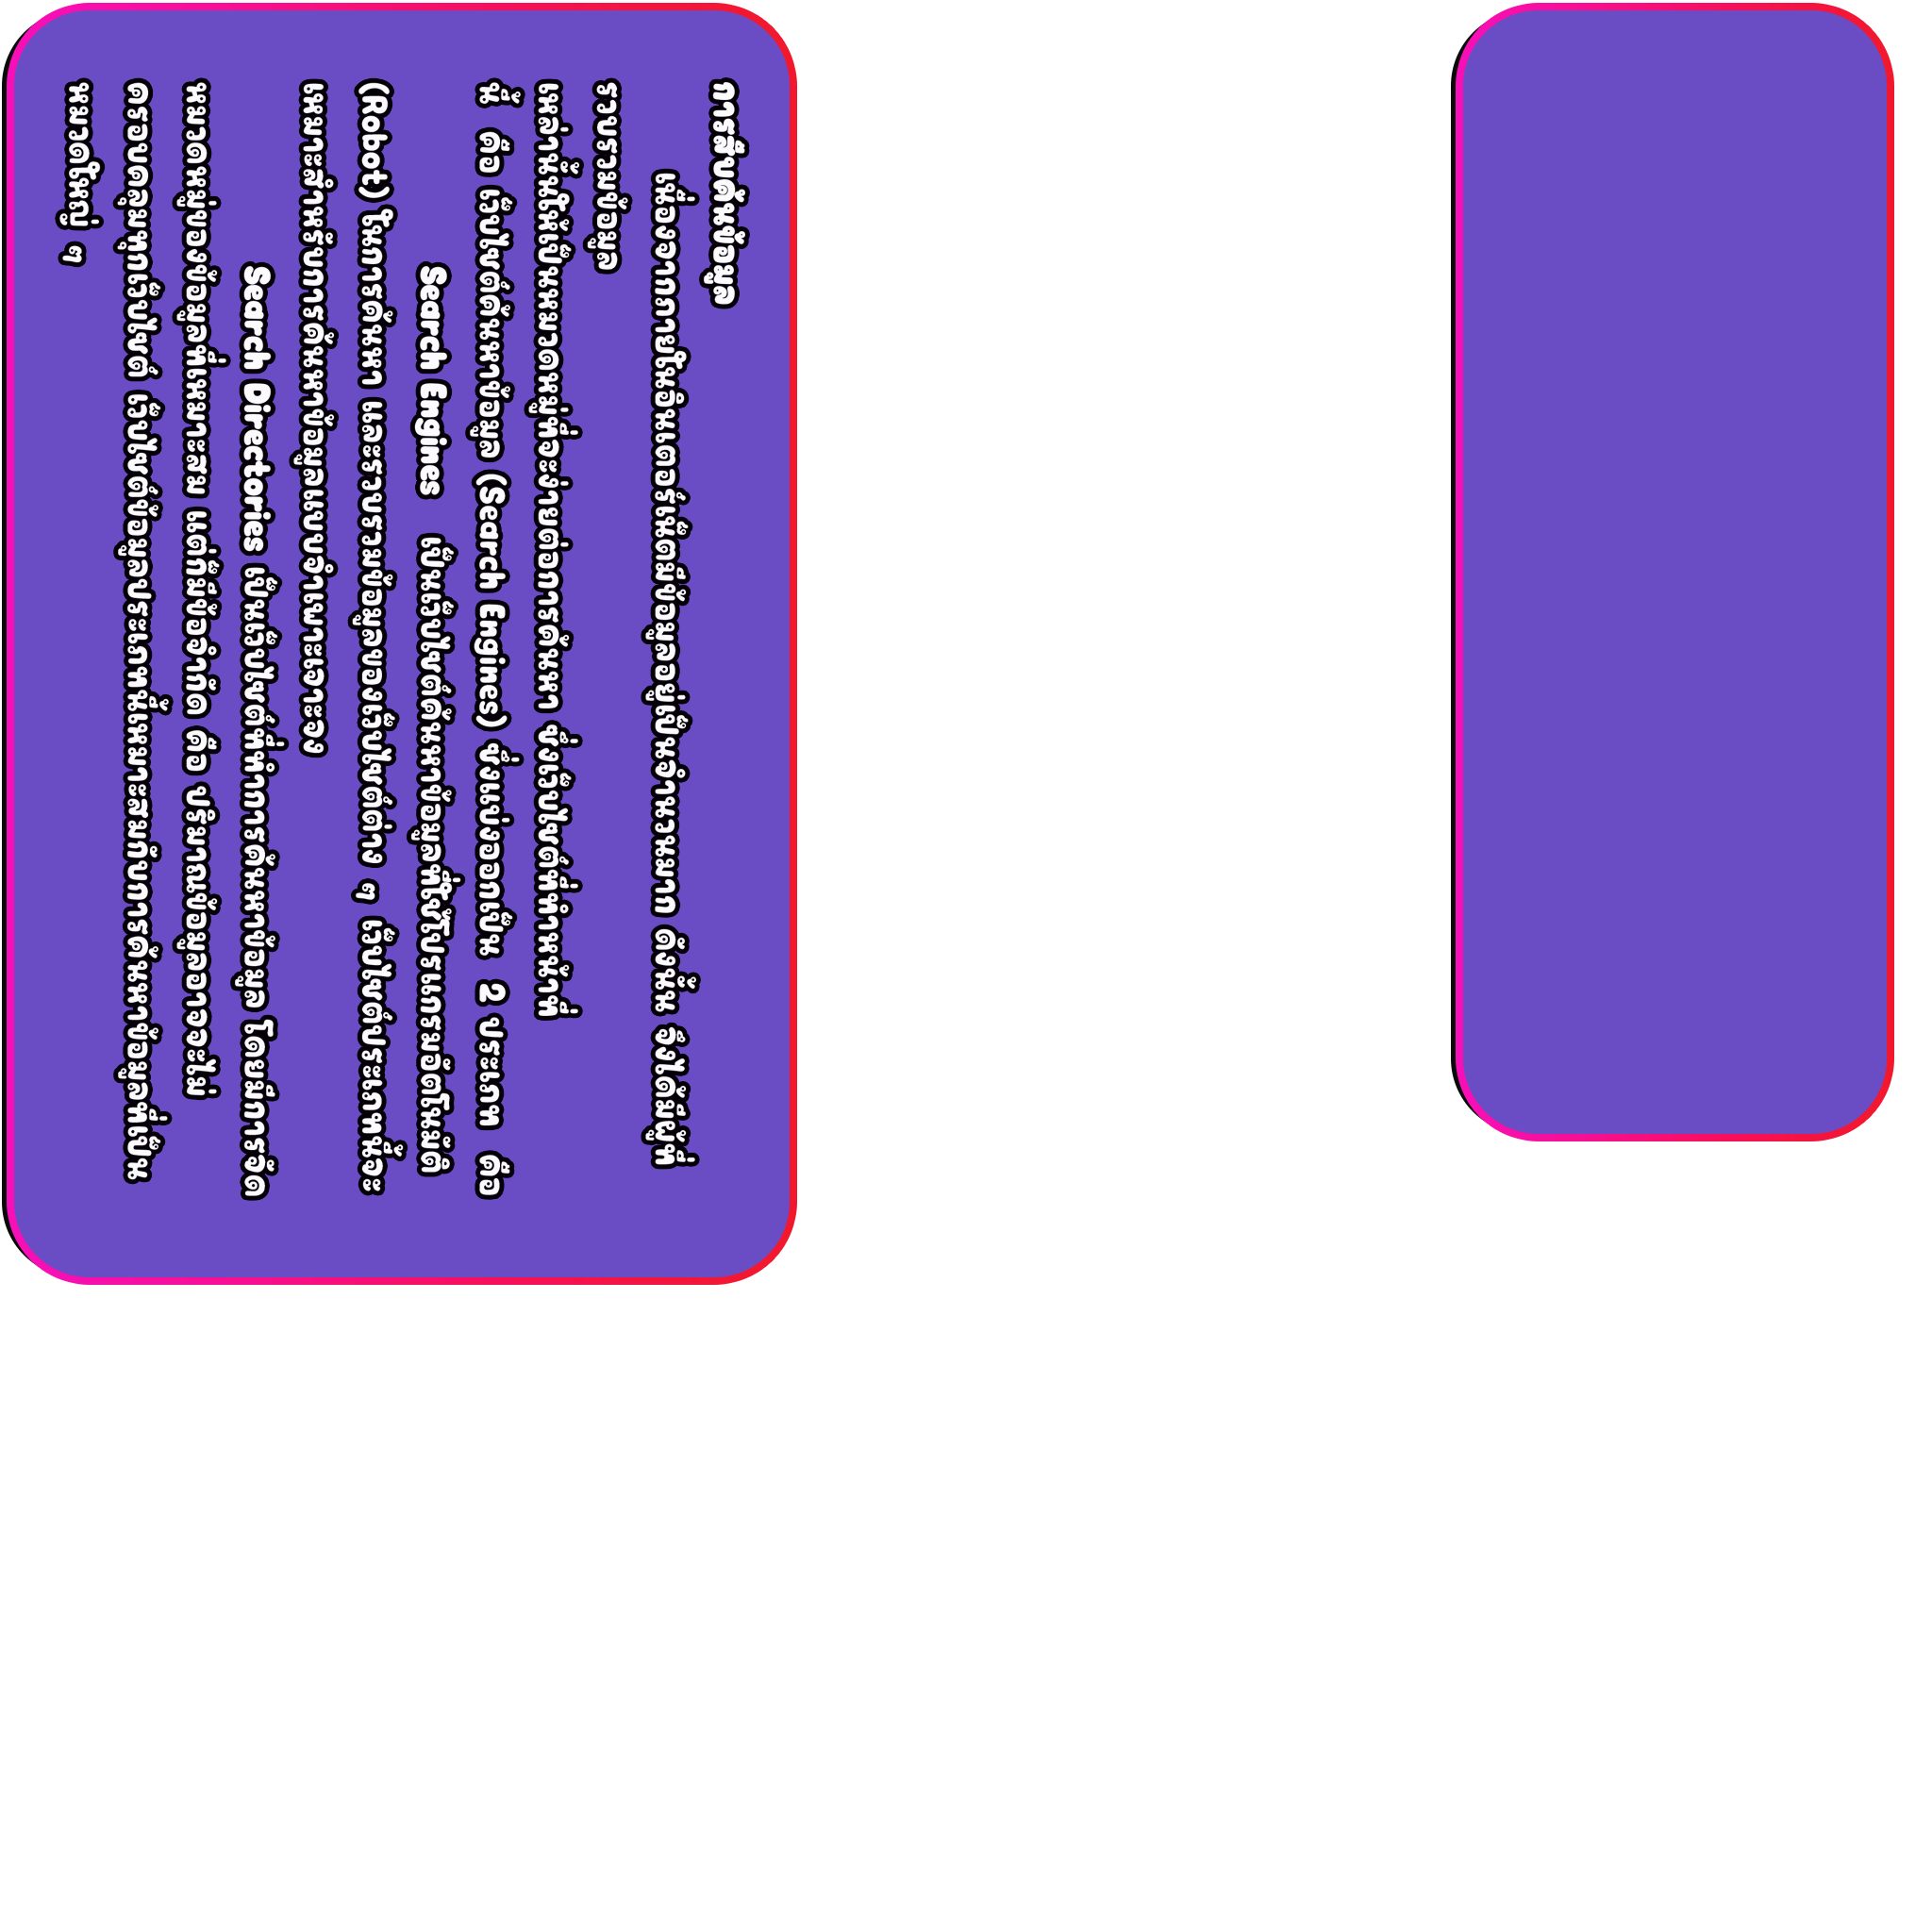 การสืบค้นข้อมูล
เนื่องจากภายในอินเตอร์เน็ตมีข้อมูลอยู่เป็นจำนวนมาก ดังนั้น จึงได้มีผู้ที่
รวบรวมข้อมูล
เหล่านั้นไว้เป็นหมวดหมู่ที่จะง่ายต่อการค้นหา ซึ่งเว็บไซต์ที่ทำหน้าที่
นี้ คือ เว็บไซต์ค้นหาข้อมูล (Search Engines) ซึ่งแบ่งออกเป็น 2 ประเภท คือ
Search Engines เป็นเว็บไซต์ค้นหาข้อมูล ที่ใช้โปรแกรมอัตโนมัติ
(Robot) ในการค้นหา และรวบรวมข้อมูลของเว็บไซต์ต่าง ๆ เว็บไซต์ประเภทนี้จะ
เหมาะสำหรับการค้นหาข้อมูลแบบจำเพาะเจาะจง
Search Directories เป็นเว็บไซต์ที่ทำการค้นหาข้อมูล โดยมีการจัด
หมวดหมู่ของข้อมูลที่เหมาะสม แต่มีข้อจำกัด คือ ปริมาณข้อมูลอาจจะไม่
ครอบคลุมทุกเว็บไซต์ เว็บไซต์ข้อมูลประเภทนี้เหมาะสมกับการค้นหาข้อมูลที่เป็น
หมวดใหญ่ ๆ